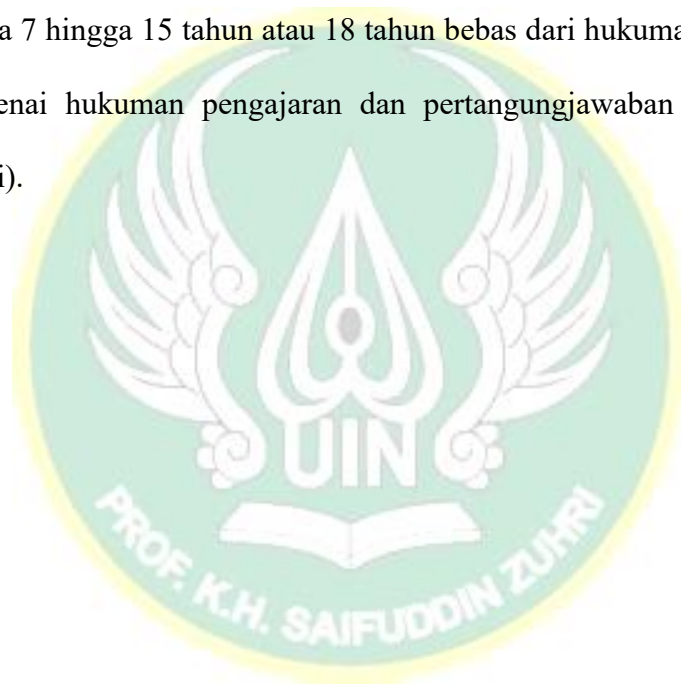 a 7 hingga 15 tahun atau 18 tahun bebas dari hukuma
enai hukuman pengajaran dan pertangungjawaban
i).
UIN
PROF. K.H. SAIFUDDIN ZUHRI